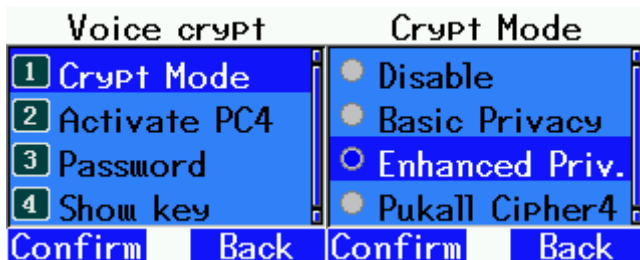 Voice crypt
1 Crypt Mode
2 Activate PC4
3 Password
4 Show key
Confirm Back
Crypt Mode
Disable
Basic Privacy
Enhanced Priv.
Pukall Cipher4
Confirm Back